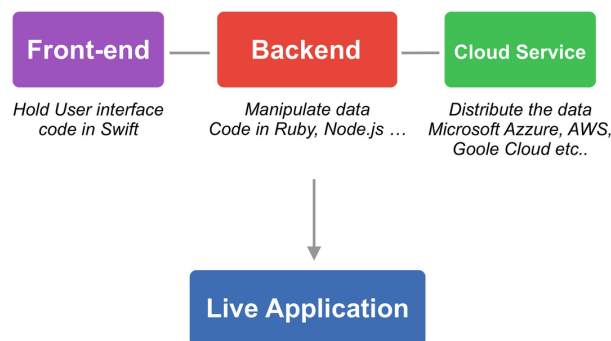 Front-end
Backend
Cloud Service
Hold User interface
code in Swift
Manipulate data
Code in Ruby, Node.js ...
Distribute the data
Microsoft Azzure, AWS,
Goole Cloud etc..
Live Application